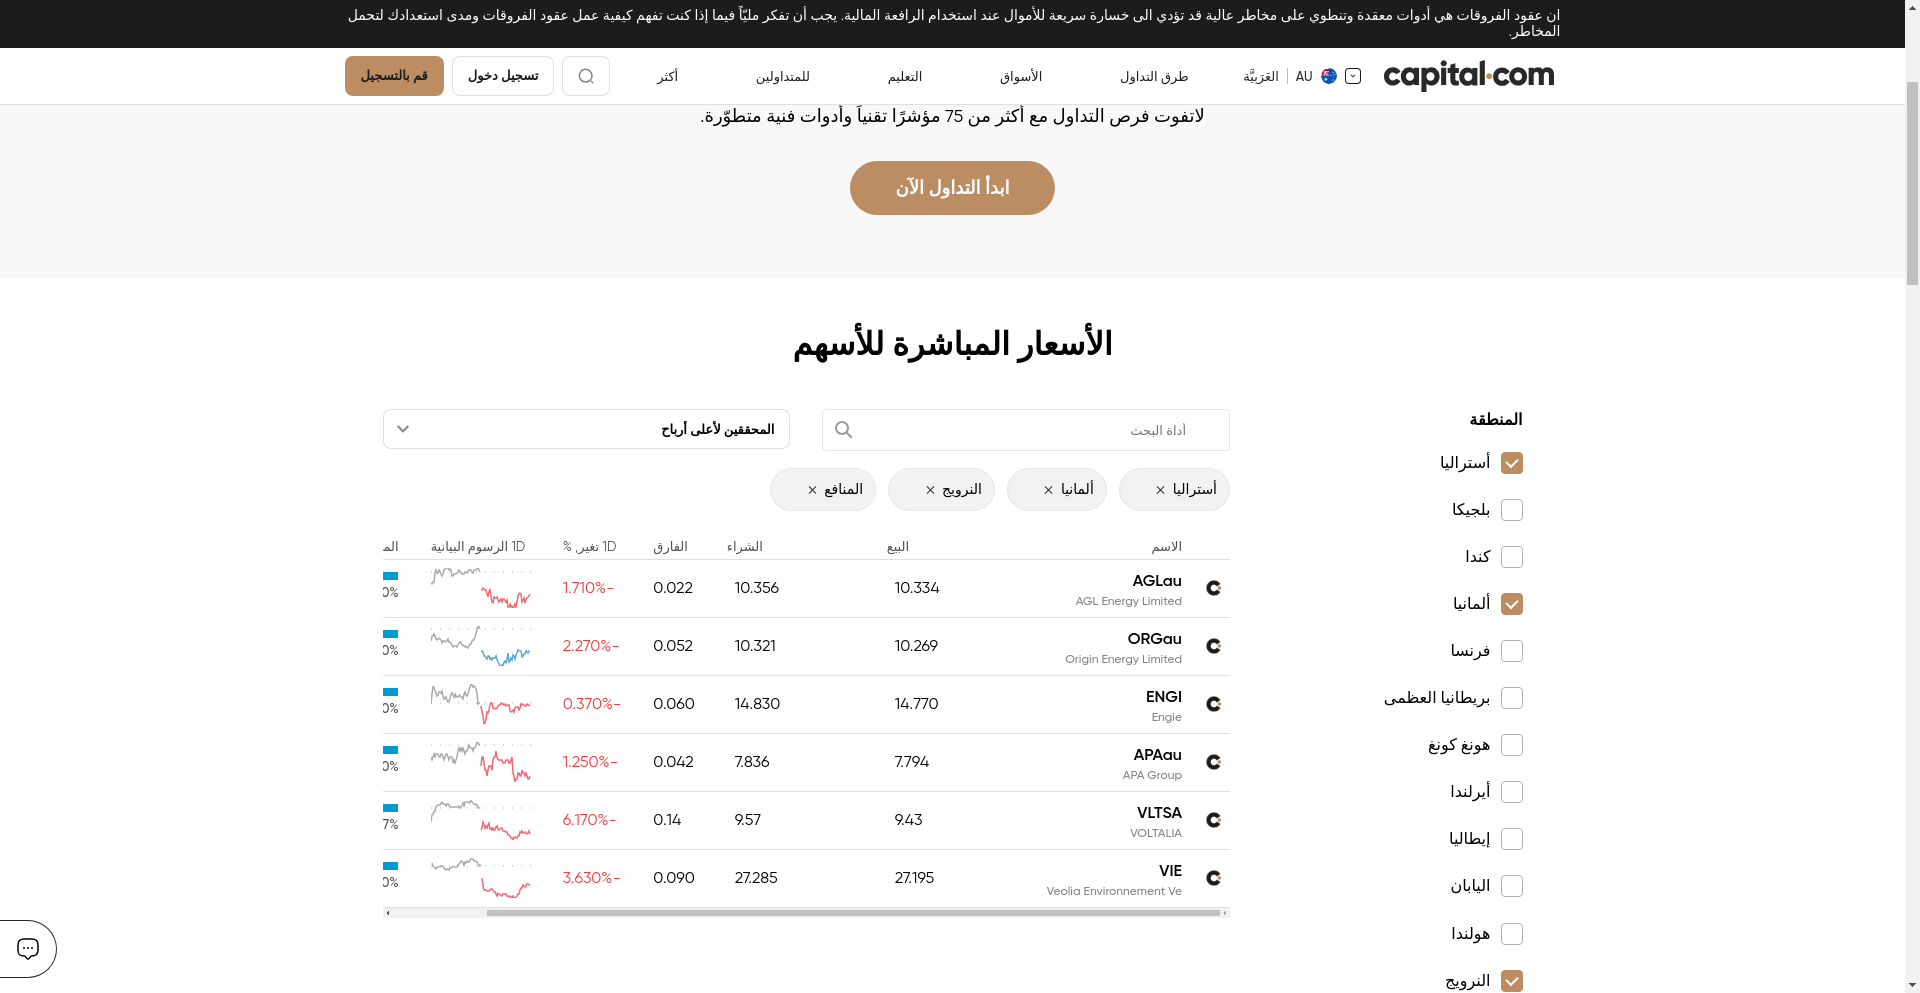 ان عقود الفروقات هي أدوات معقدة وتنطوي على مخاطر عالية قد تؤدي الى خسارة سريعة للأموال عند استخدام الرافعة المالية. يجب أن تفكر مليّاً فيما إذا كنت تفهم كيفية عمل عقود الفروقات ومدى استعدادك لتحمل
المخاطر.
capital.com
العَرَبِيَّة AU
طرق التداول
الأسواق
التعليم
للمتداولين
أكثر
تسجيل دخول
قم بالتسجيل
لاتفوت فرص التداول مع أكثر من 75 مؤشرًا تقنياً وأدوات فنية متطوّرة.
ابدأ التداول الآن
الأسعار المباشرة للأسهم
المنطقة
أستراليا
بلجيكا
كندا
ألمانيا
فرنسا
بريطانيا العظمى
هونغ كونغ
أيرلندا
إيطاليا
اليابان
هولندا
النرويج
أداة البحث
المحققين لأعلى أرباح
أستراليا ×
ألمانيا ×
النرويج ×
المنافع ×
الاسم البيع الشراء الفارق 1D تغير, % 1D الرسوم البيانية الم
AGLau 10.334 10.356 0.022 1.710%- 0%
AGL Energy Limited
ORGau 10.269 10.321 0.052 2.270%- 0%
Origin Energy Limited
ENGI 14.770 14.830 0.060 0.370%- 0%
Engie
APAau 7.794 7.836 0.042 1.250%- 0%
APA Group
VLTSA 9.43 9.57 0.14 6.170%- 7%
VOLTALIA
VIE 27.195 27.285 0.090 3.630%- 0%
Veolia Environnement Ve